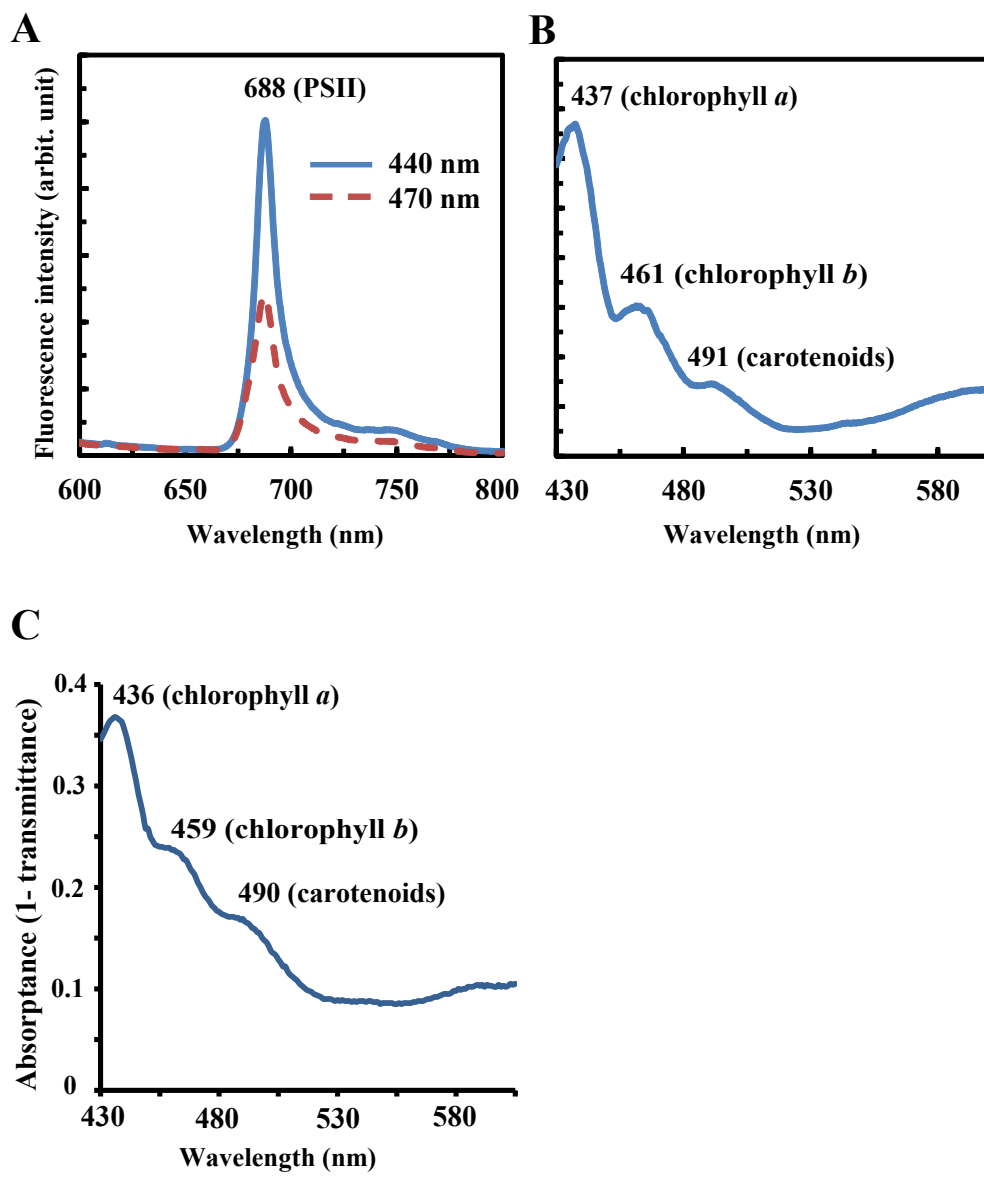 A
688 (PSII)
440 nm
470 nm
Fluorescence intensity (arbit. unit)
600 650 700 750 800
Wavelength (nm)
B
437 (chlorophyll a)
461 (chlorophyll b)
491 (carotenoids)
430 480 530 580
Wavelength (nm)
C
0.4
0.3
0.2
0.1
0
Absorptance (1- transmittance)
436 (chlorophyll a)
459 (chlorophyll b)
490 (carotenoids)
430 480 530 580
Wavelength (nm)